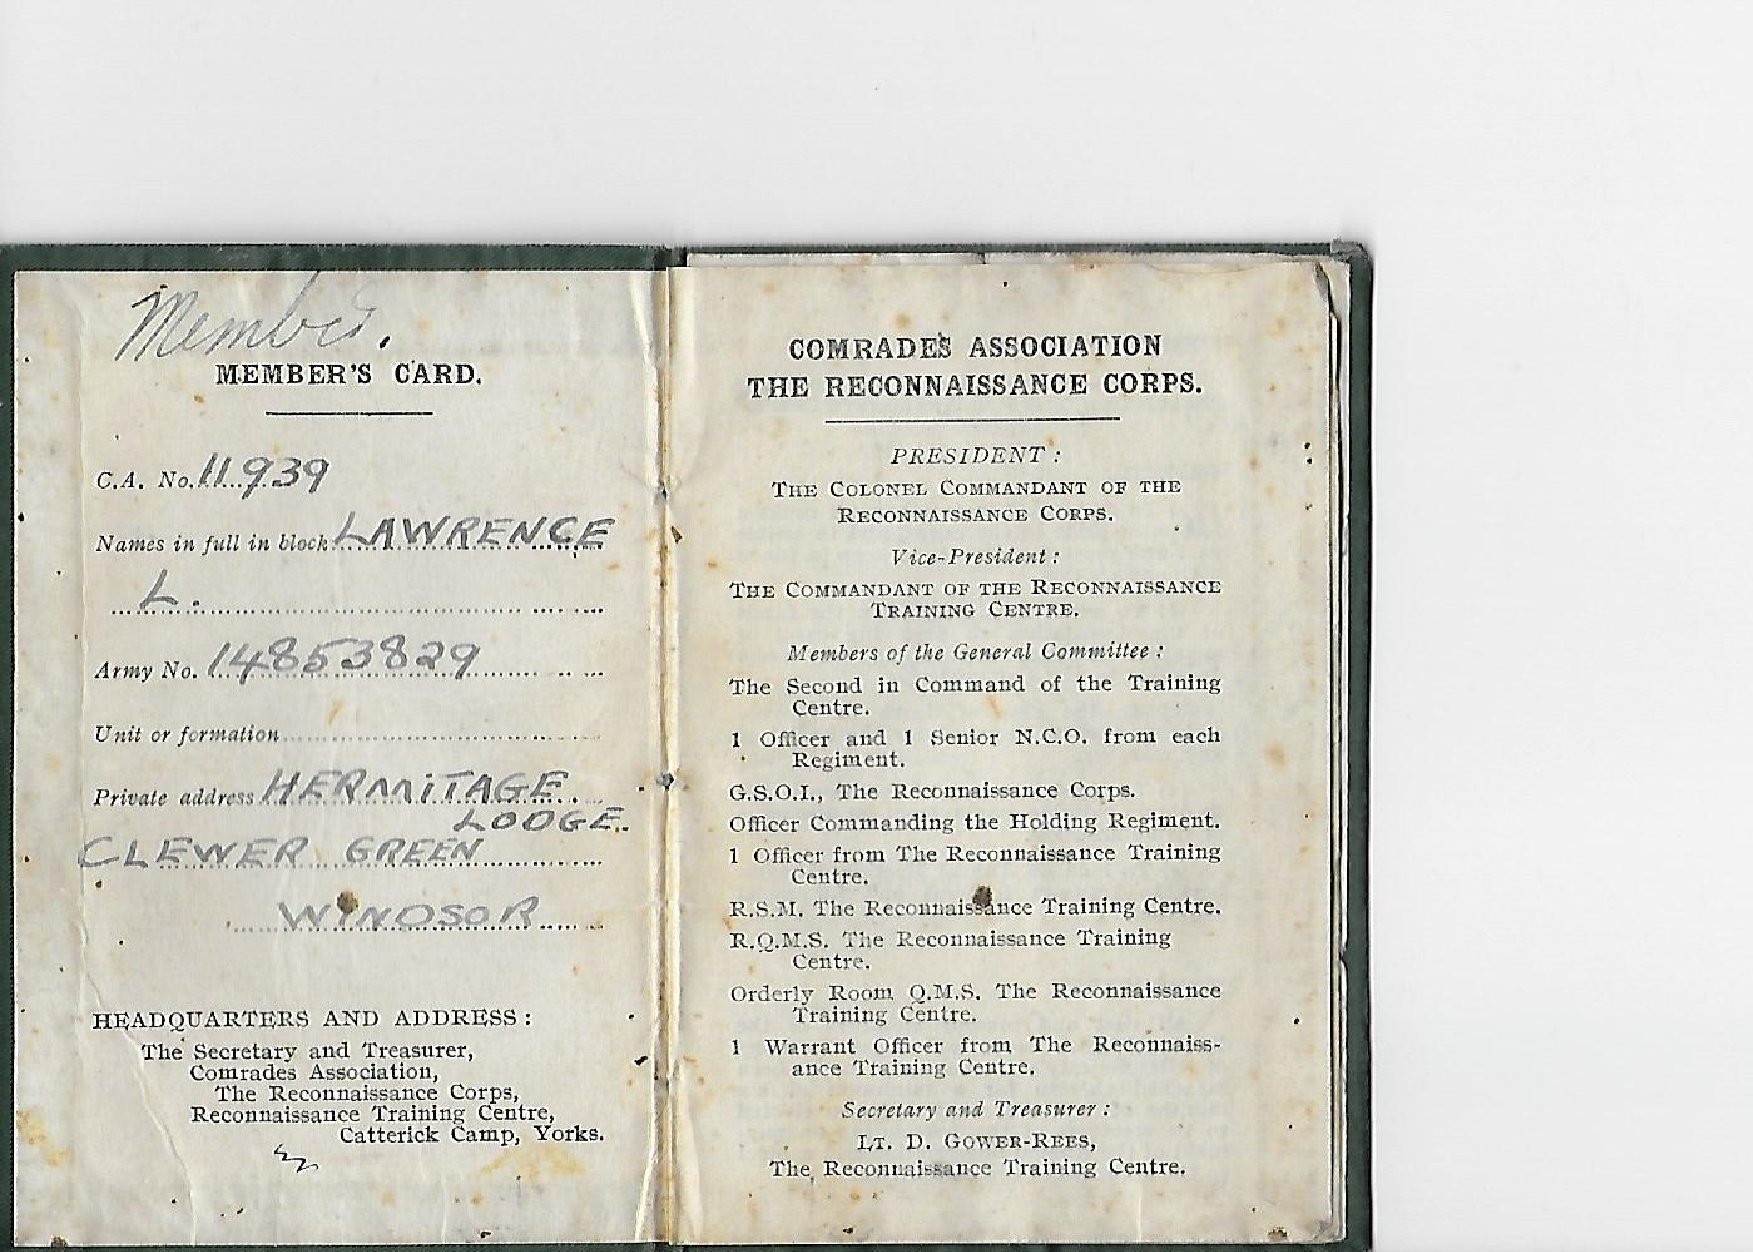 Member.
MEMBER'S CARD.
C.A. No. 11939
Names in full in block LAWRENCE
L.
Army No. 14853829
Unit or formation
Private address HERMITAGE
LODGE.
CLEWER GREEN
WINDSOR
HEADQUARTERS AND ADDRESS:
The Secretary and Treasurer,
Comrades Association,
The Reconnaissance Corps,
Reconnaissance Training Centre,
Catterick Camp, Yorks.
COMRADES ASSOCIATION
THE RECONNAISSANCE CORPS.
PRESIDENT:
THE COLONEL COMMANDANT OF THE
RECONNAISSANCE CORPS.
Vice-President:
THE COMMANDANT OF THE RECONNAISSANCE
TRAINING CENTRE.
Members of the General Committee:
The Second in Command of the Training
Centre.
1 Officer and 1 Senior N.C.O. from each
Regiment.
G.S.O.I., The Reconnaissance Corps.
Officer Commanding the Holding Regiment.
1 Officer from The Reconnaissance Training
Centre.
R.S.M. The Reconnaissance Training Centre.
R.Q.M.S. The Reconnaissance Training
Centre.
Orderly Room Q.M.S. The Reconnaissance
Training Centre.
1 Warrant Officer from The Reconnaiss-
ance Training Centre.
Secretary and Treasurer:
LT. D. GOWER-REES,
The Reconnaissance Training Centre.